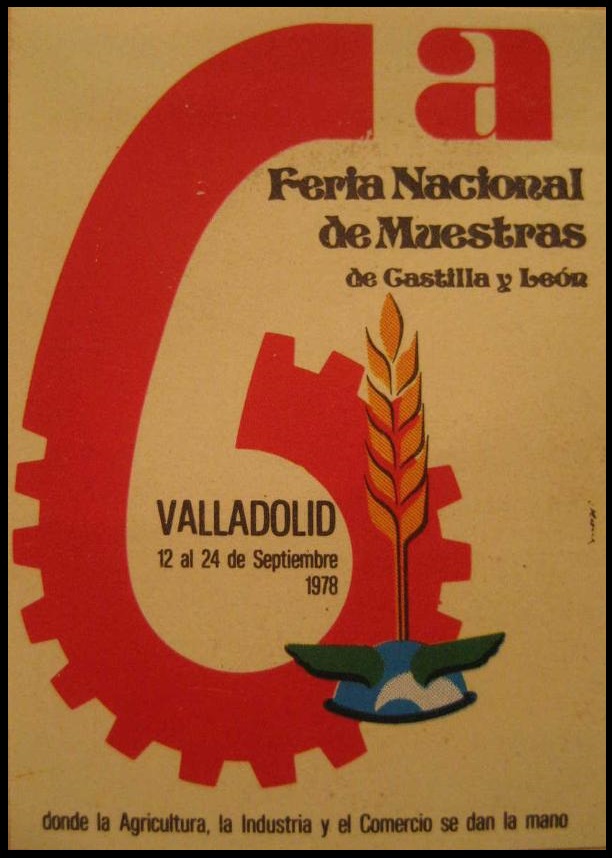 6a
Feria Nacional
de Muestras
de Castilla y León
VALLADOLID
12 al 24 de Septiembre
1978
donde la Agricultura, la Industria y el Comercio se dan la mano